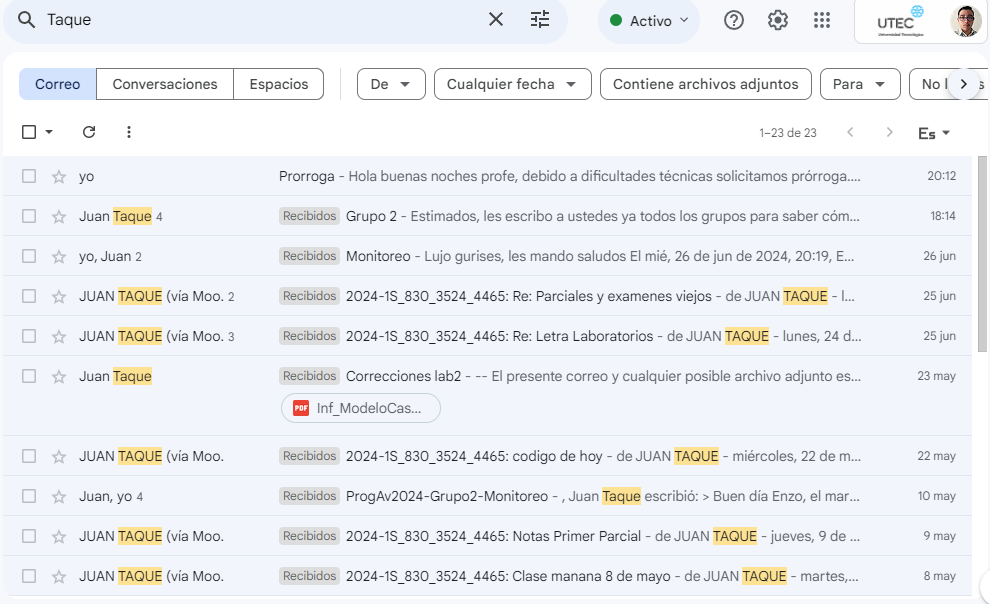 Taque
Activo
UTEC
Universidad Tecnológica
Correo Conversaciones Espacios De Cualquier fecha Contiene archivos adjuntos Para No
1–23 de 23 Es
yo Prorroga - Hola buenas noches profe, debido a dificultades técnicas solicitamos prórroga.... 20:12
Juan Taque 4 Recibidos Grupo 2 - Estimados, les escribo a ustedes ya todos los grupos para saber cóm... 18:14
yo, Juan 2 Recibidos Monitoreo - Lujo gurises, les mando saludos El mié, 26 de jun de 2024, 20:19, E... 26 jun
JUAN TAQUE (vía Moo. 2 Recibidos 2024-1S_830_3524_4465: Re: Parciales y examenes viejos - de JUAN TAQUE - l... 25 jun
JUAN TAQUE (vía Moo. 3 Recibidos 2024-1S_830_3524_4465: Re: Letra Laboratorios - de JUAN TAQUE - lunes, 24 d... 25 jun
Juan Taque Recibidos Correcciones lab2 - -- El presente correo y cualquier posible archivo adjunto es... 23 may
PDF Inf_ModeloCas...
JUAN TAQUE (vía Moo. Recibidos 2024-1S_830_3524_4465: codigo de hoy - de JUAN TAQUE - miércoles, 22 de m... 22 may
Juan, yo 4 Recibidos ProgAv2024-Grupo2-Monitoreo - , Juan Taque escribió: > Buen día Enzo, el mar... 10 may
JUAN TAQUE (vía Moo. Recibidos 2024-1S_830_3524_4465: Notas Primer Parcial - de JUAN TAQUE - jueves, 9 de ... 9 may
JUAN TAQUE (vía Moo. Recibidos 2024-1S_830_3524_4465: Clase manana 8 de mayo - de JUAN TAQUE - martes,... 8 may